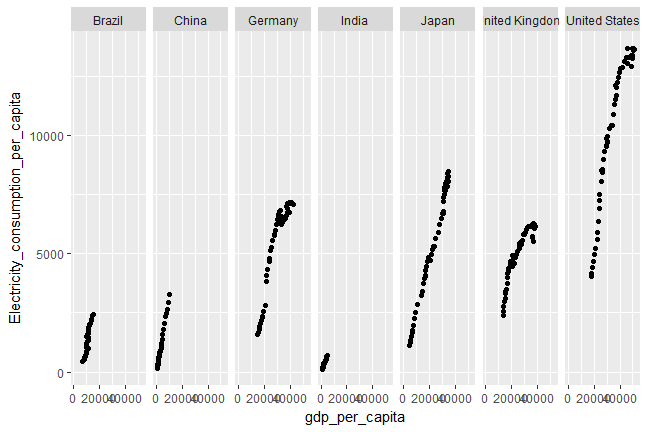 Brazil China Germany India Japan nited Kingdon United States
10000
5000
0
0 20000 40000 0 20000 40000 0 20000 40000 0 20000 40000 0 20000 40000 0 20000 40000 0 20000 40000
gdp_per_capita
Electricity_consumption_per_capita